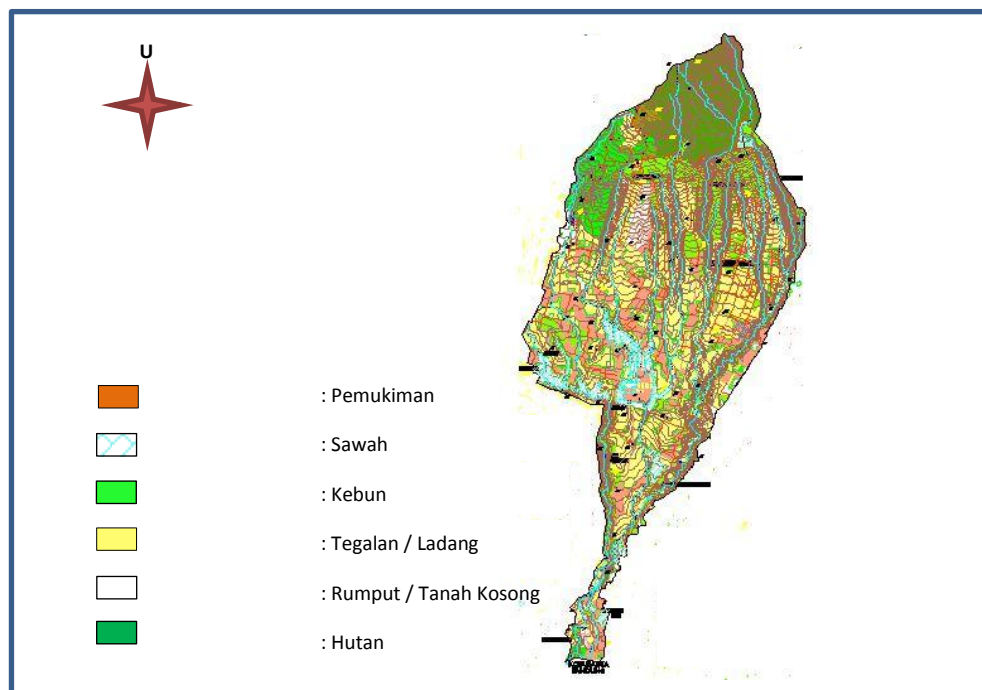 U
: Pemukiman
: Sawah
: Kebun
: Tegalan / Ladang
: Rumput / Tanah Kosong
: Hutan